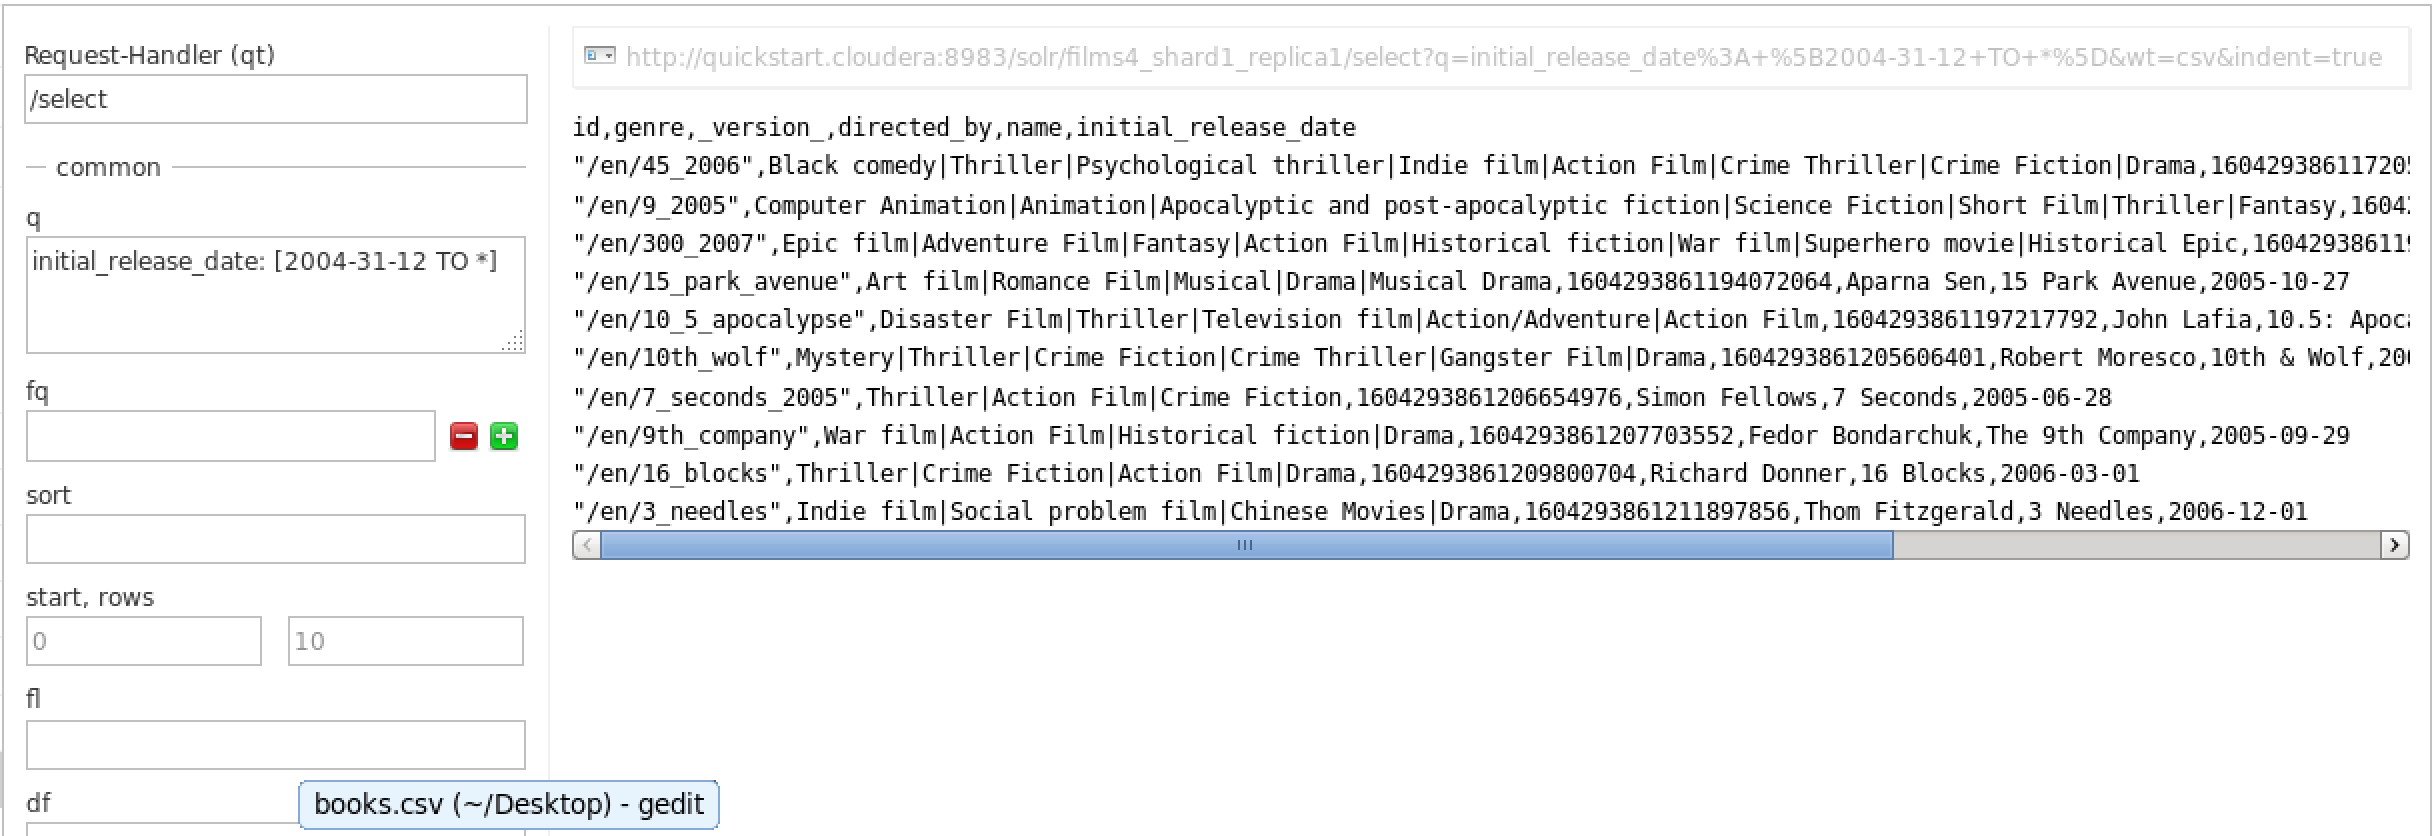 Request-Handler (qt)
/select
common
q
initial_release_date: [2004-31-12 TO *]
fq
sort
start, rows
0 10
fl
df
books.csv (~/Desktop) - gedit
http://quickstart.cloudera:8983/solr/films4_shard1_replica1/select?q=initial_release_date%3A+%5B2004-31-12+TO+*%5D&wt=csv&indent=true
id,genre,_version_,directed_by,name,initial_release_date
"/en/45_2006",Black comedy|Thriller|Psychological thriller|Indie film|Action Film|Crime Thriller|Crime Fiction|Drama,160429386117205
"/en/9_2005",Computer Animation|Animation|Apocalyptic and post-apocalyptic fiction|Science Fiction|Short Film|Thriller|Fantasy,16042
"/en/300_2007",Epic film|Adventure Film|Fantasy|Action Film|Historical fiction|War film|Superhero movie|Historical Epic,160429386119
"/en/15_park_avenue",Art film|Romance Film|Musical|Drama|Musical Drama,1604293861194072064,Aparna Sen,15 Park Avenue,2005-10-27
"/en/10_5_apocalypse",Disaster Film|Thriller|Television film|Action/Adventure|Action Film,1604293861197217792,John Lafia,10.5: Apoca
"/en/10th_wolf",Mystery|Thriller|Crime Fiction|Crime Thriller|Gangster Film|Drama,1604293861205606401,Robert Moresco,10th & Wolf,200
"/en/7_seconds_2005",Thriller|Action Film|Crime Fiction,1604293861206654976,Simon Fellows,7 Seconds,2005-06-28
"/en/9th_company",War film|Action Film|Historical fiction|Drama,1604293861207703552,Fedor Bondarchuk,The 9th Company,2005-09-29
"/en/16_blocks",Thriller|Crime Fiction|Action Film|Drama,1604293861209800704,Richard Donner,16 Blocks,2006-03-01
"/en/3_needles",Indie film|Social problem film|Chinese Movies|Drama,1604293861211897856,Thom Fitzgerald,3 Needles,2006-12-01